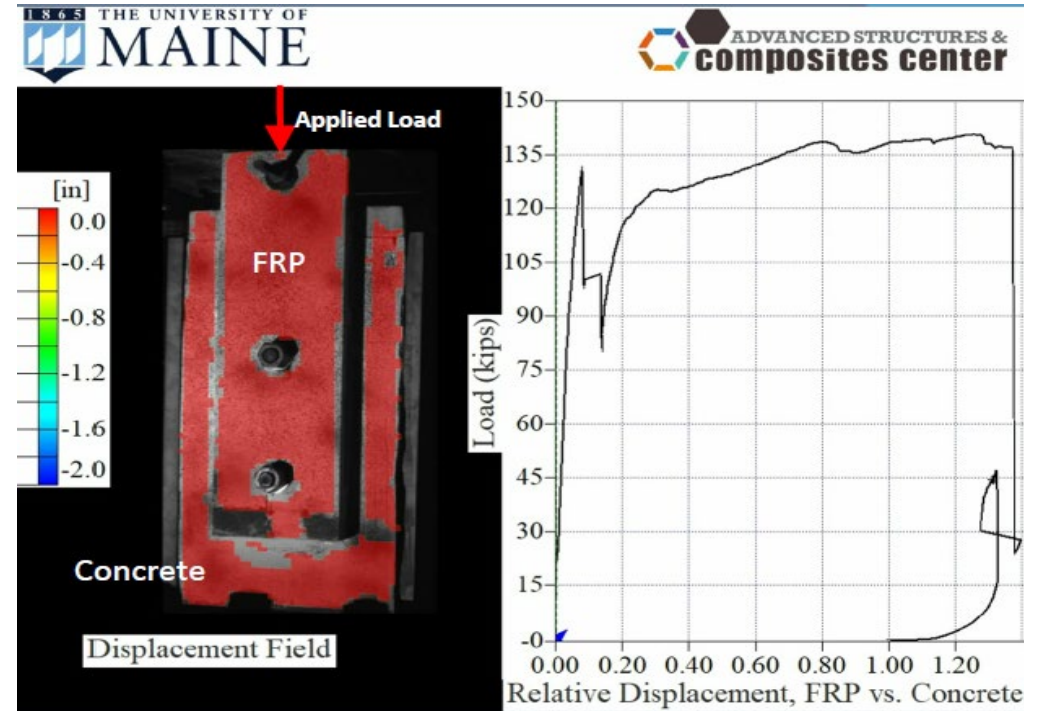 1865 THE UNIVERSITY OF
MAINE
ADVANCED STRUCTURES &
composites center
Applied Load
[in]
0.0
-0.4
-0.8
-1.2
-1.6
-2.0
FRP
Concrete
Displacement Field
150
135
120
105
90
75
60
45
30
15
-0
Load (kips)
0.00 0.20 0.40 0.60 0.80 1.00 1.20
Relative Displacement, FRP vs. Concrete